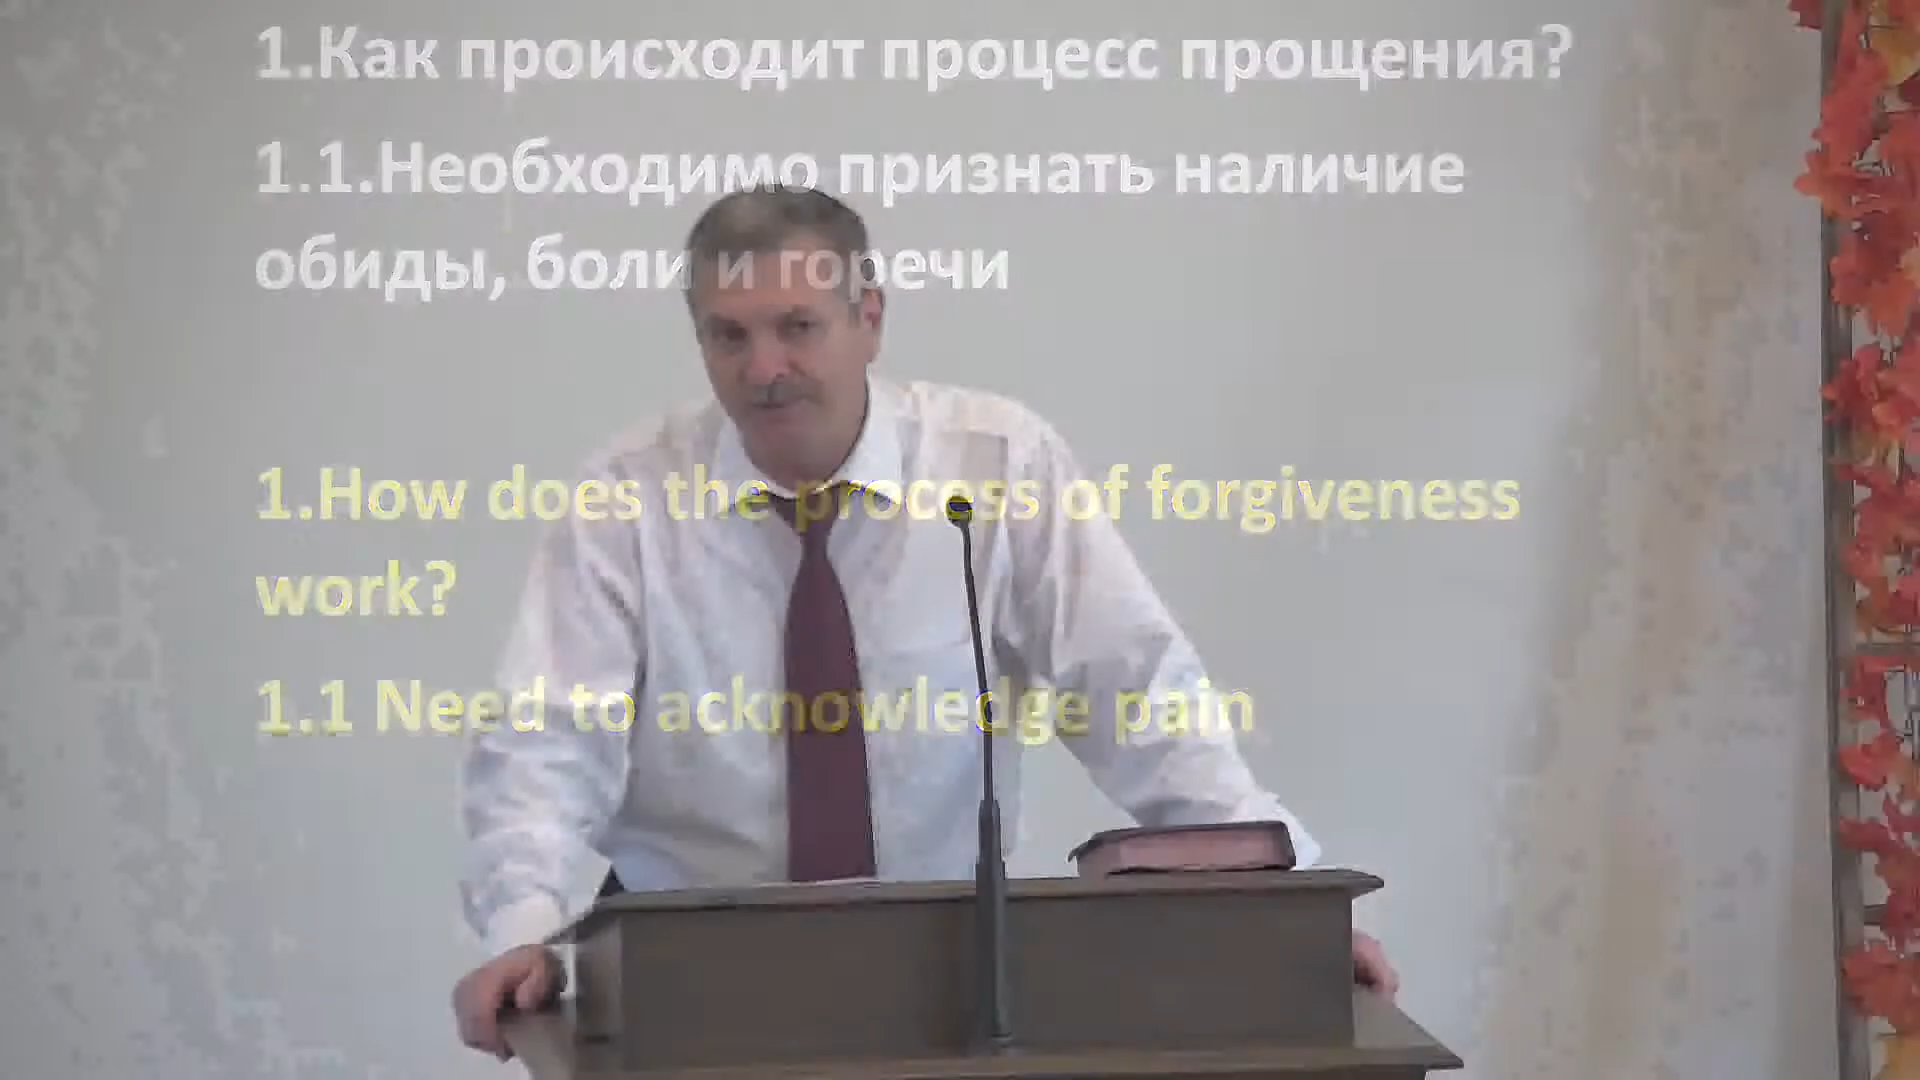 1.Как происходит процесс прощения?
1.1.Необходимо признать наличие
обиды, боли и горечи
1.How does the process of forgiveness
work?
1.1 Need to acknowledge pain